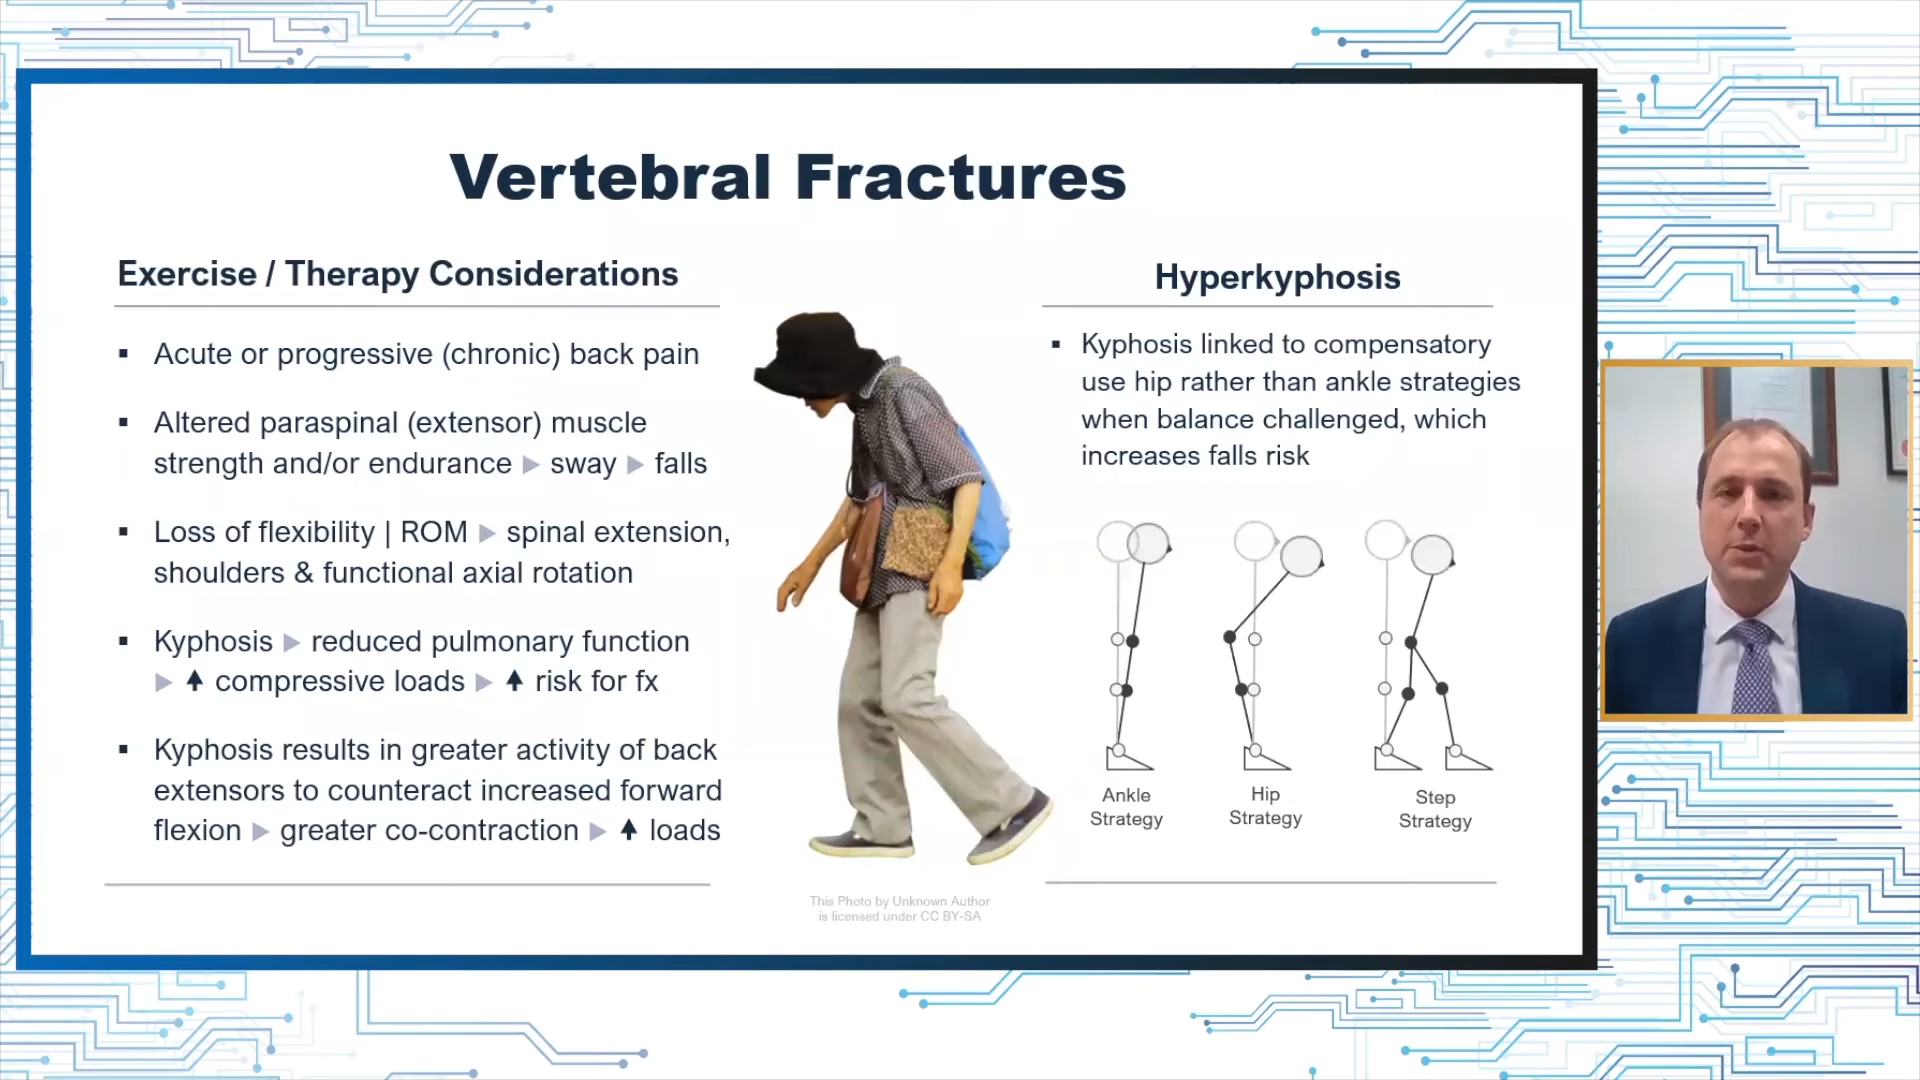 Vertebral Fractures
Exercise / Therapy Considerations
▪ Acute or progressive (chronic) back pain
▪ Altered paraspinal (extensor) muscle
strength and/or endurance ▶ sway ▶ falls
▪ Loss of flexibility | ROM ▶ spinal extension,
shoulders & functional axial rotation
▪ Kyphosis ▶ reduced pulmonary function
▶ 🠅 compressive loads ▶ 🠅 risk for fx
▪ Kyphosis results in greater activity of back
extensors to counteract increased forward
flexion ▶ greater co-contraction ▶ 🠅 loads
This Photo by Unknown Author
is licensed under CC BY-SA
Hyperkyphosis
▪ Kyphosis linked to compensatory
use hip rather than ankle strategies
when balance challenged, which
increases falls risk
Ankle
Strategy
Hip
Strategy
Step
Strategy